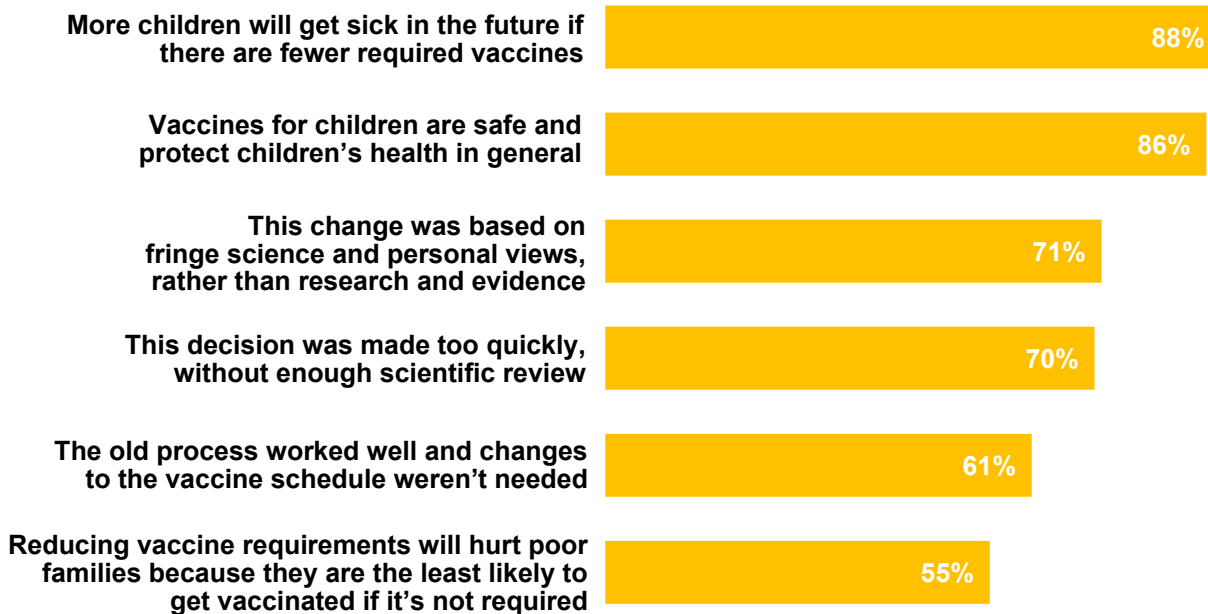 More children will get sick in the future if
there are fewer required vaccines
88%
Vaccines for children are safe and
protect children’s health in general
86%
This change was based on
fringe science and personal views,
rather than research and evidence
71%
This decision was made too quickly,
without enough scientific review
70%
The old process worked well and changes
to the vaccine schedule weren’t needed
61%
Reducing vaccine requirements will hurt poor
families because they are the least likely to
get vaccinated if it’s not required
55%